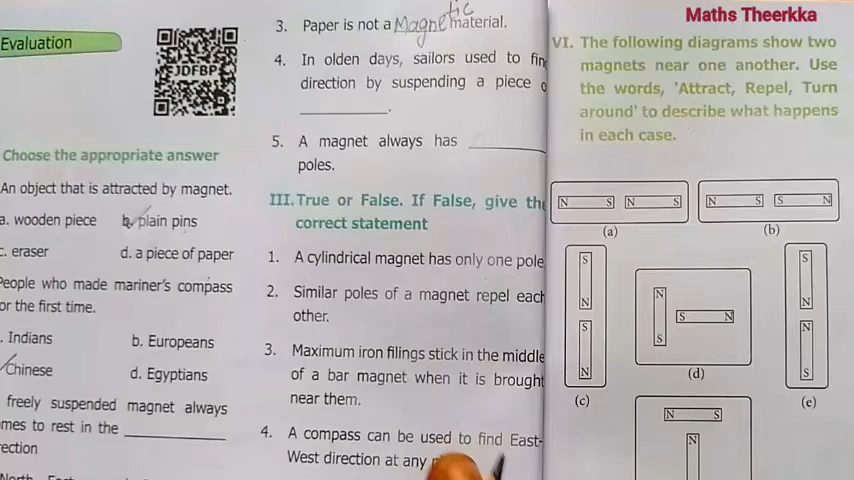 Maths Theerkka
Evaluation
JDFBP
Choose the appropriate answer
An object that is attracted by magnet.
a. wooden piece b. plain pins
c. eraser d. a piece of paper
People who made mariner's compass
or the first time.
. Indians b. Europeans
Chinese d. Egyptians
freely suspended magnet always
mes to rest in the ____________
rection
3. Paper is not a Magnetic material.
4. In olden days, sailors used to fin
direction by suspending a piece o
____________.
5. A magnet always has ____________
poles.
III. True or False. If False, give the
correct statement
1. A cylindrical magnet has only one pole
2. Similar poles of a magnet repel each
other.
3. Maximum iron filings stick in the middle
of a bar magnet when it is brought
near them.
4. A compass can be used to find East-
West direction at any
VI. The following diagrams show two
magnets near one another. Use
the words, 'Attract, Repel, Turn
around' to describe what happens
in each case.
N S N S
(a)
N S S N
(b)
S
N
S
N
(c)
N
S
S N
(d)
S
N
N
S
(e)
N S
N